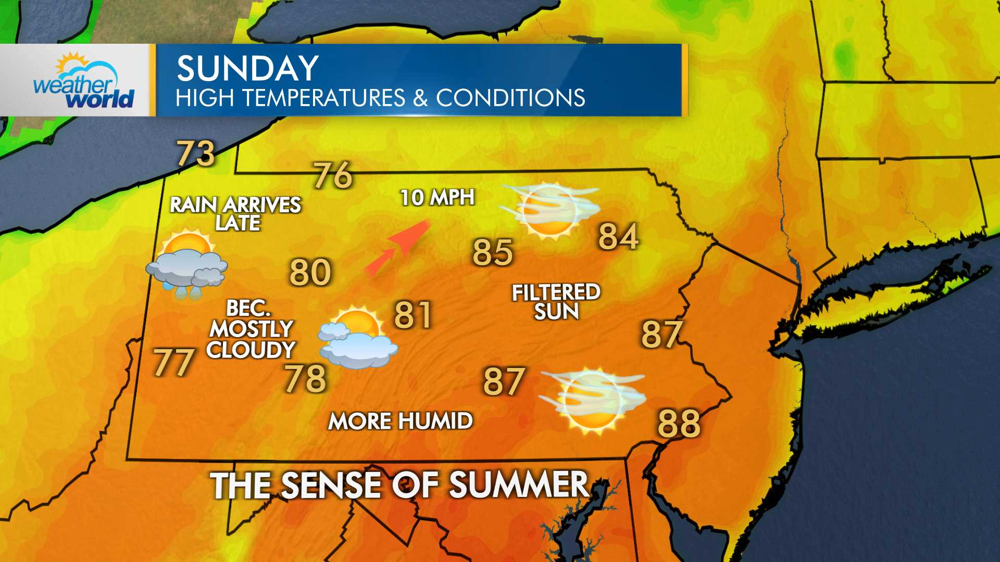 weather
world
SUNDAY
HIGH TEMPERATURES & CONDITIONS
73
76
10 MPH
RAIN ARRIVES
LATE
84
85
80
FILTERED
SUN
BEC.
MOSTLY
CLOUDY
81
87
77
78
87
MORE HUMID
88
THE SENSE OF SUMMER